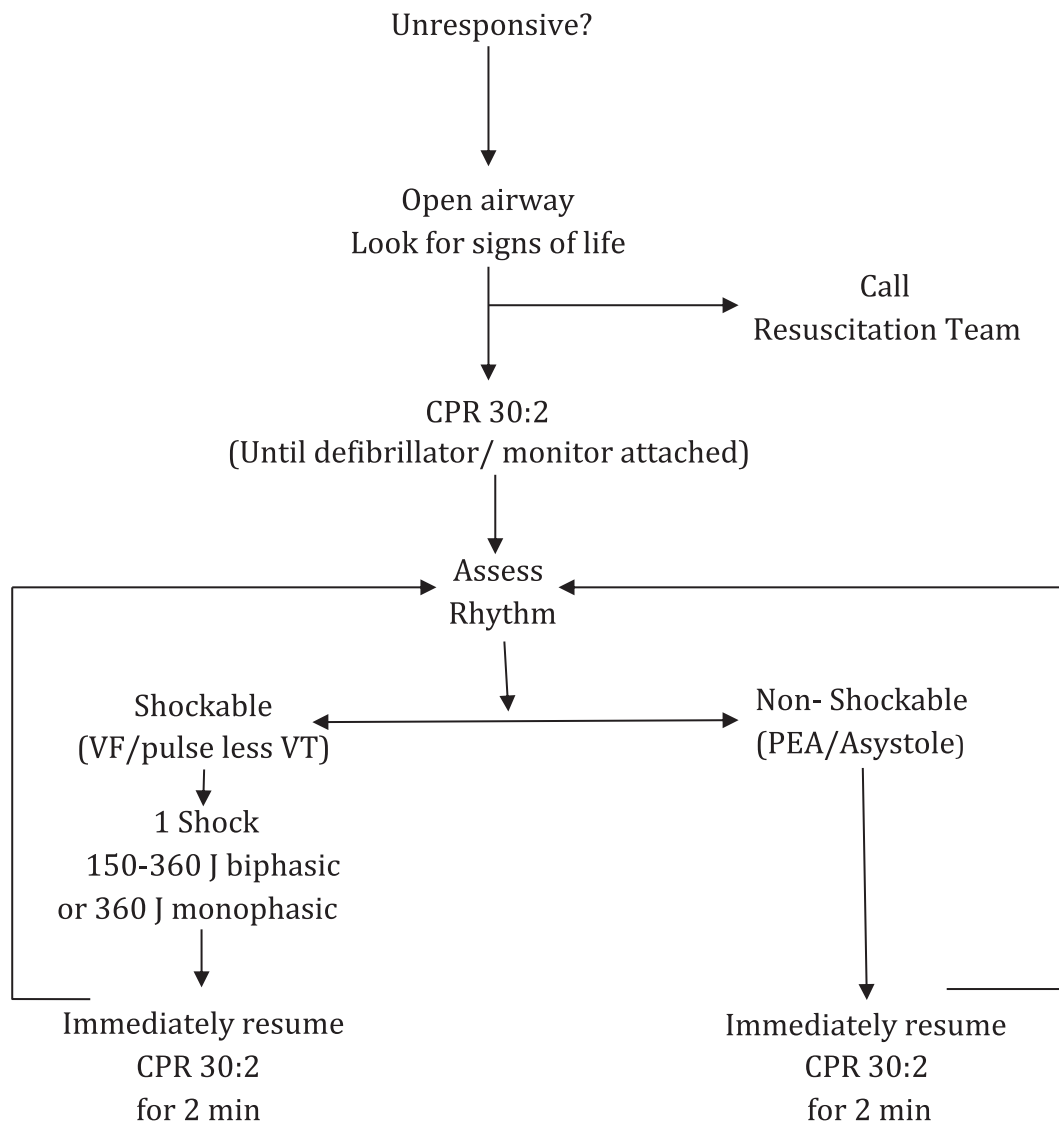 Unresponsive?
Open airway
Look for signs of life
Call
Resuscitation Team
CPR 30:2
(Until defibrillator/ monitor attached)
Assess
Rhythm
Shockable
(VF/pulse less VT)
Non- Shockable
(PEA/Asystole)
1 Shock
150-360 J biphasic
or 360 J monophasic
Immediately resume
CPR 30:2
for 2 min
Immediately resume
CPR 30:2
for 2 min